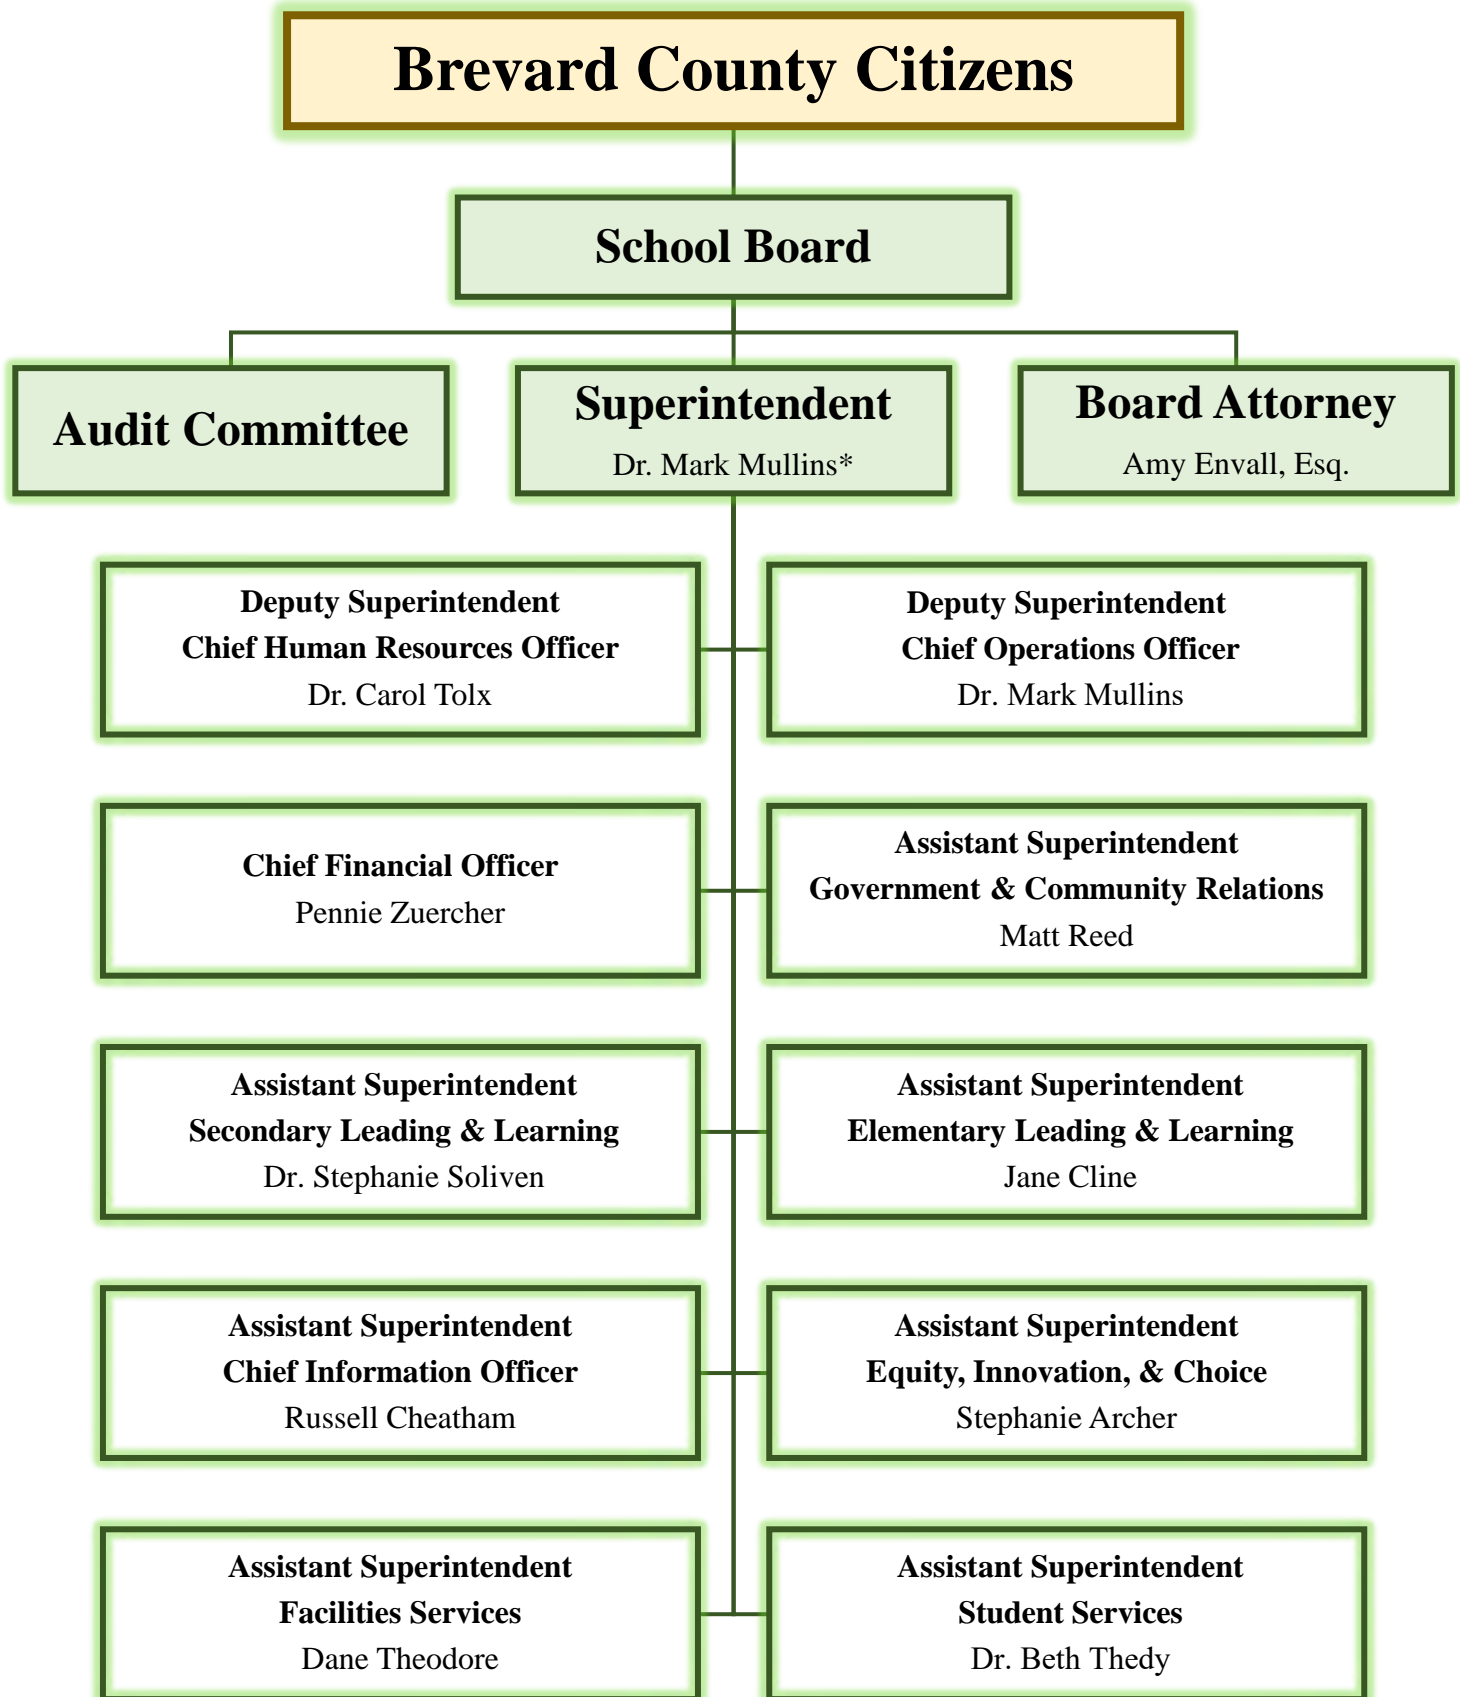 Brevard County Citizens
School Board
Audit Committee
Superintendent
Dr. Mark Mullins*
Board Attorney
Amy Envall, Esq.
Deputy Superintendent
Chief Human Resources Officer
Dr. Carol Tolx
Deputy Superintendent
Chief Operations Officer
Dr. Mark Mullins
Chief Financial Officer
Pennie Zuercher
Assistant Superintendent
Government & Community Relations
Matt Reed
Assistant Superintendent
Secondary Leading & Learning
Dr. Stephanie Soliven
Assistant Superintendent
Elementary Leading & Learning
Jane Cline
Assistant Superintendent
Chief Information Officer
Russell Cheatham
Assistant Superintendent
Equity, Innovation, & Choice
Stephanie Archer
Assistant Superintendent
Facilities Services
Dane Theodore
Assistant Superintendent
Student Services
Dr. Beth Thedy